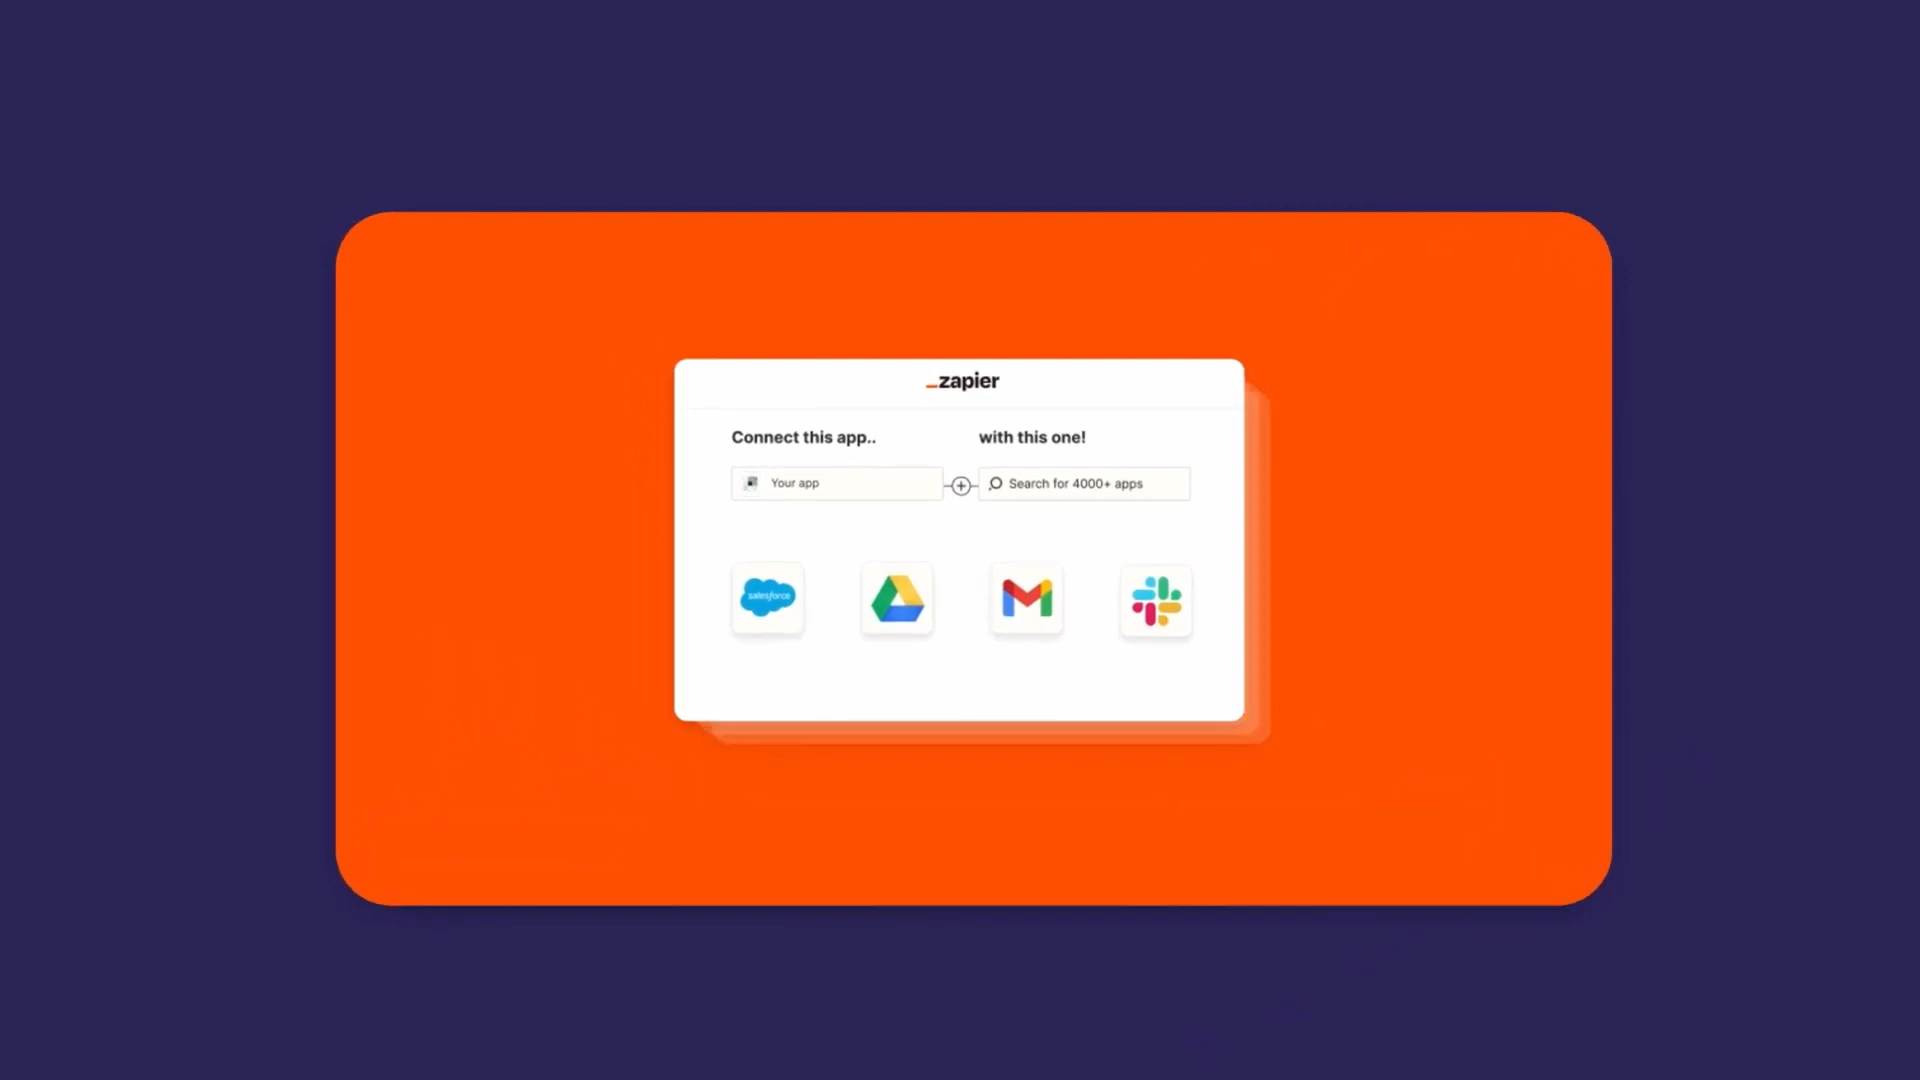 _zapier
Connect this app..
with this one!
Your app
Search for 4000+ apps
salesforce